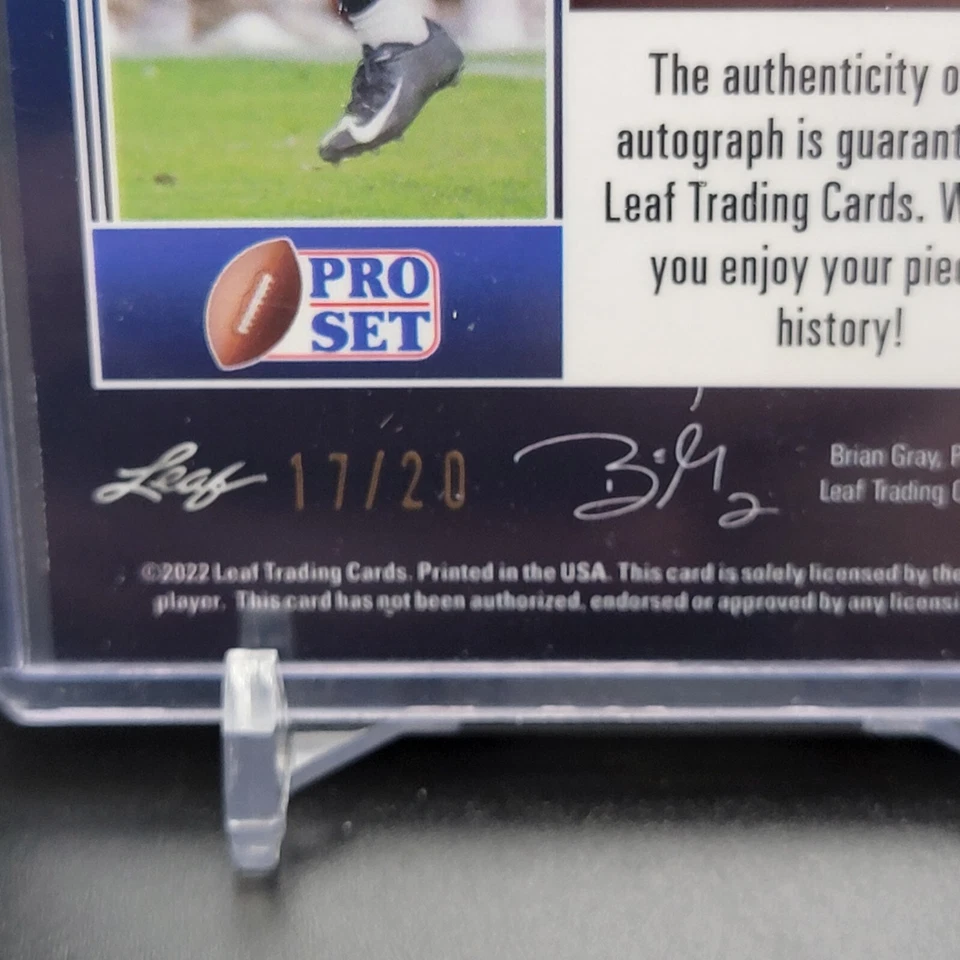 The authenticity o
autograph is guarant
Leaf Trading Cards. W
you enjoy your pie
history!
PRO
SET
Leaf 17/20
Brian Gray, P
Leaf Trading C
©2022 Leaf Trading Cards. Printed in the USA. This card is solely licensed by the
player. This card has not been authorized, endorsed or approved by any licensi